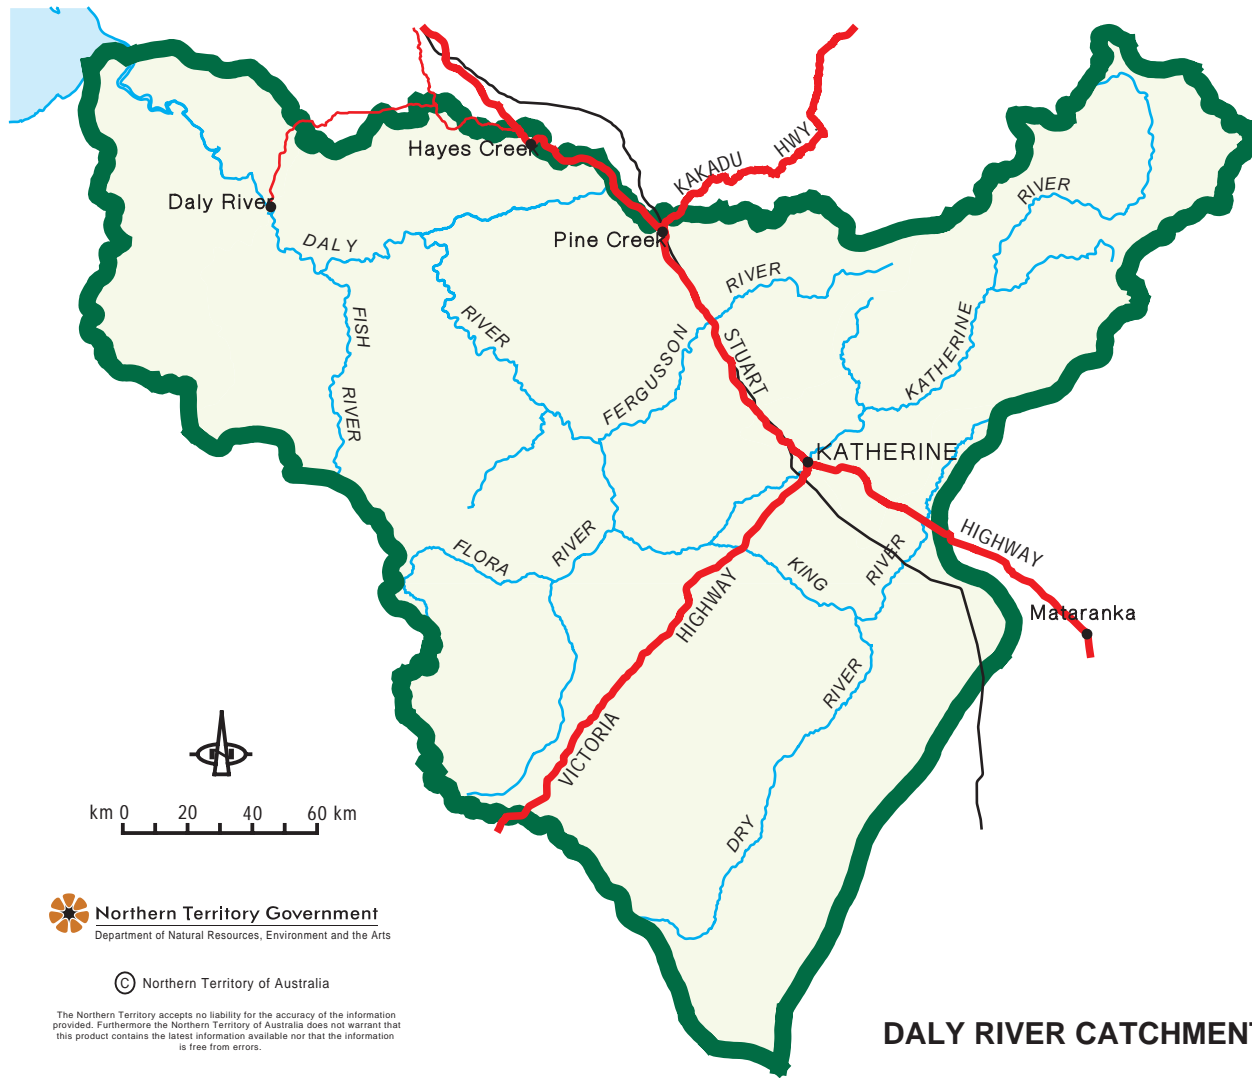 KAKADU HWY
Hayes Creek
Daly River
Pine Creek
RIVER
DALY
RIVER
FISH
RIVER
RIVER
FERGUSSON
STUART
KATHERINE
KATHERINE
HIGHWAY
FLORA
RIVER
KING
RIVER
HIGHWAY
Mataranka
RIVER
VICTORIA
DRY
km 0 20 40 60 km
Northern Territory Government
Department of Natural Resources, Environment and the Arts
C Northern Territory of Australia
The Northern Territory accepts no liability for the accuracy of the information
provided. Furthermore the Northern Territory of Australia does not warrant that
this product contains the latest information available nor that the information
is free from errors.
DALY RIVER CATCHMENT